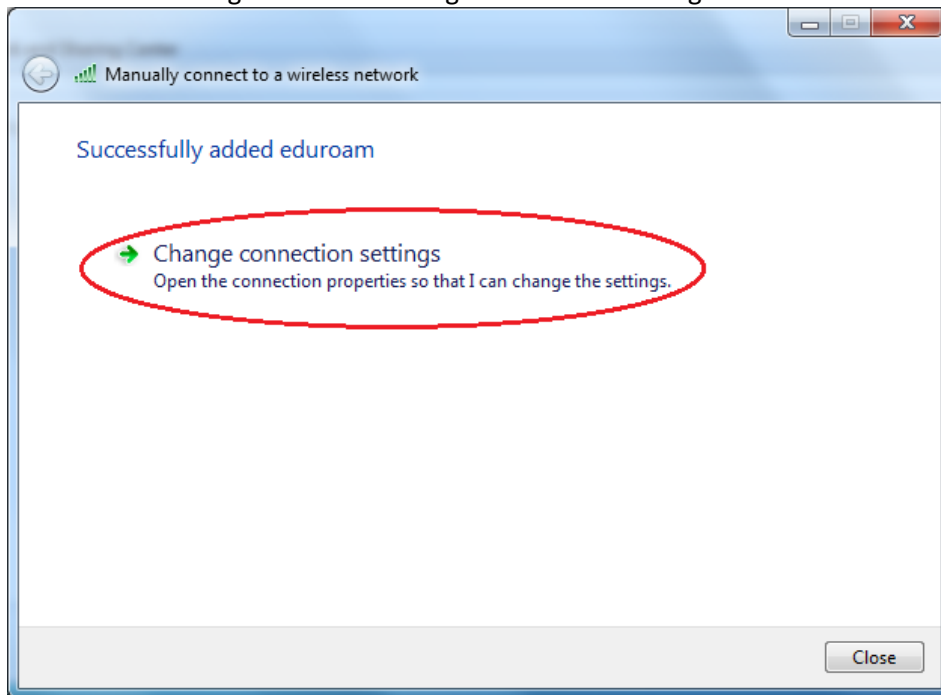 Manually connect to a wireless network
Successfully added eduroam
Change connection settings
Open the connection properties so that I can change the settings.
Close